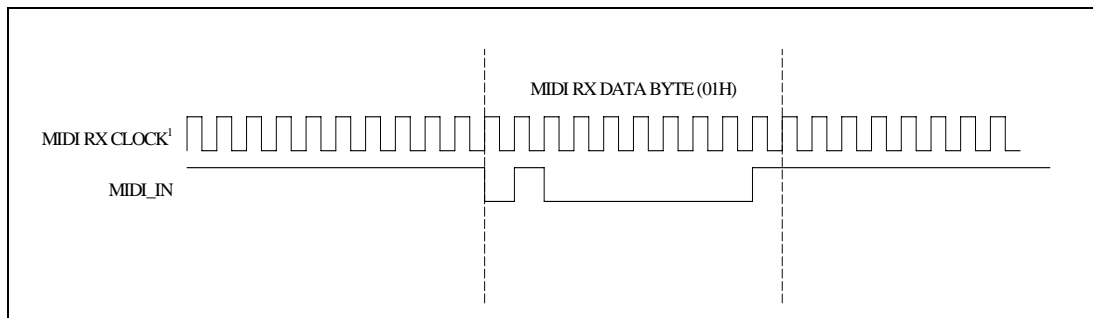 MIDI RX DATA BYTE (01H)
MIDI RX CLOCK¹
MIDI_IN